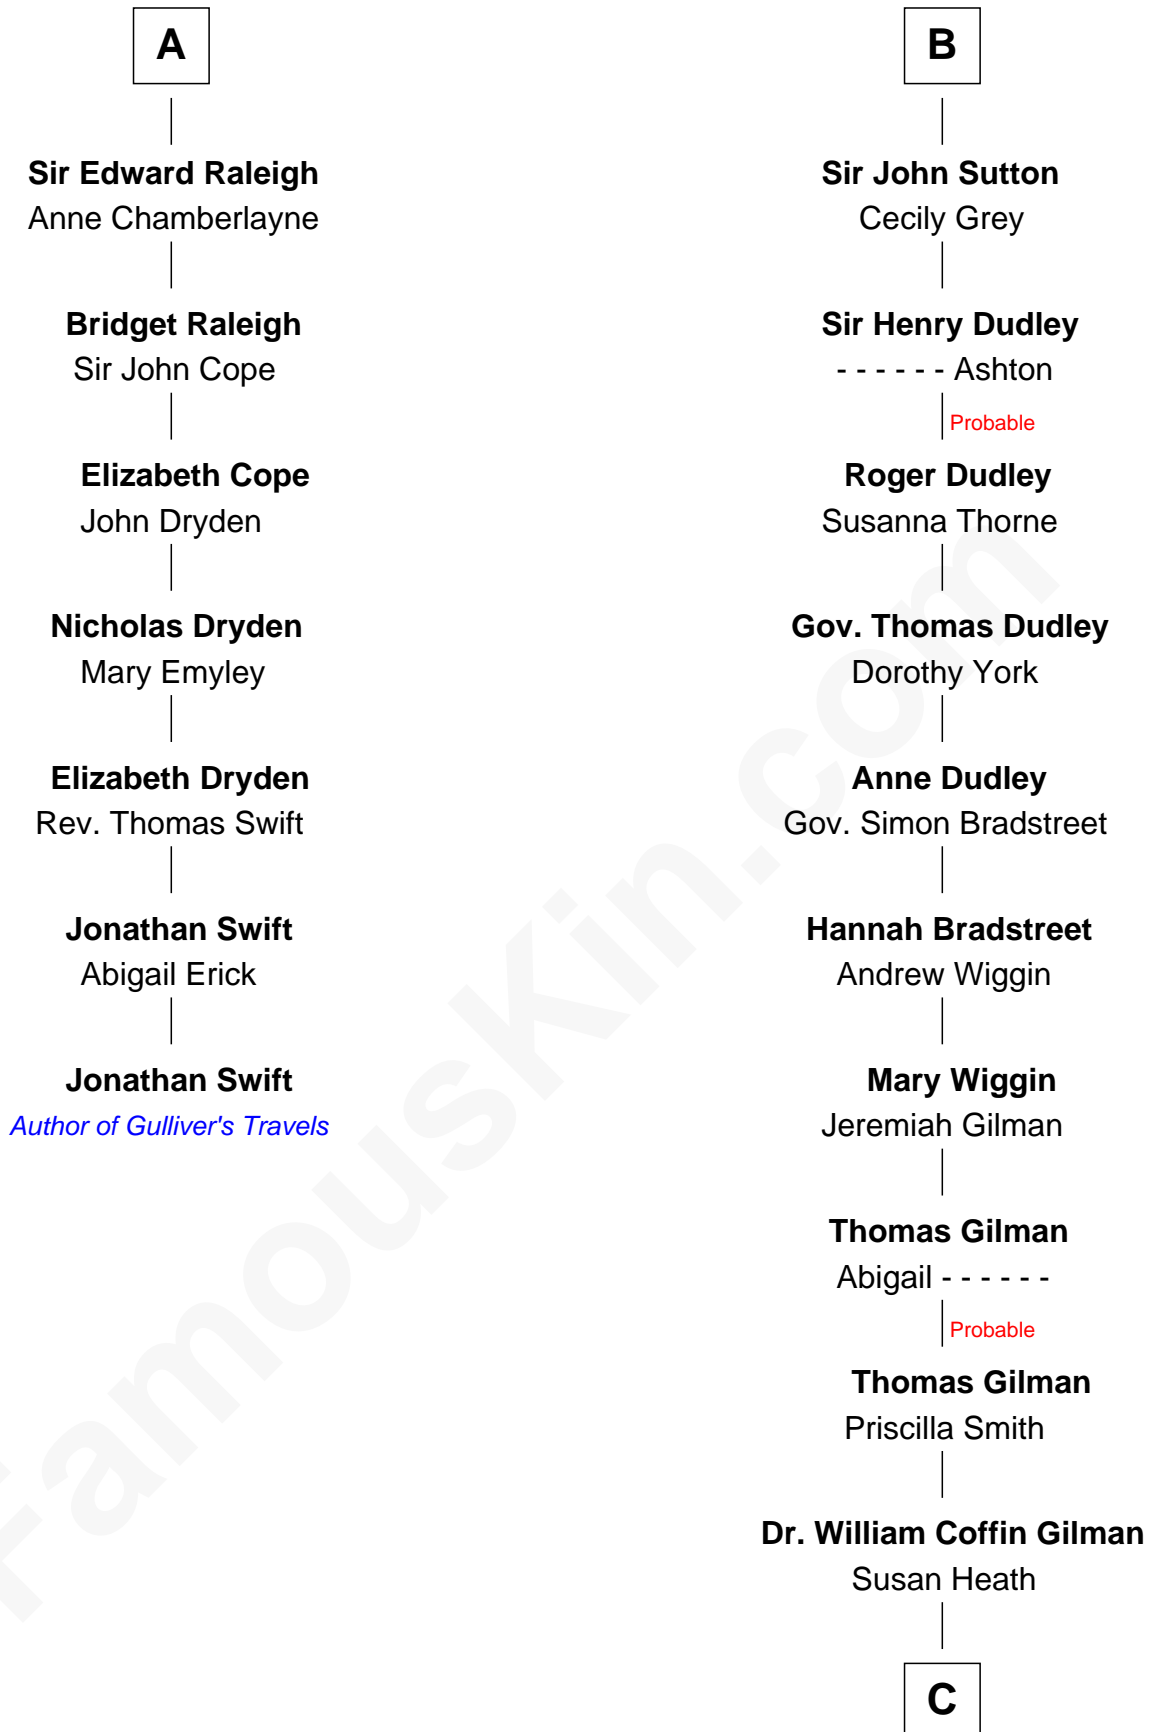 A
Sir Edward Raleigh
Anne Chamberlayne
Bridget Raleigh
Sir John Cope
Elizabeth Cope
John Dryden
Nicholas Dryden
Mary Emyley
Elizabeth Dryden
Rev. Thomas Swift
Jonathan Swift
Abigail Erick
Jonathan Swift
Author of Gulliver's Travels
B
Sir John Sutton
Cecily Grey
Sir Henry Dudley
- - - - - - Ashton
Probable
Roger Dudley
Susanna Thorne
Gov. Thomas Dudley
Dorothy York
Anne Dudley
Gov. Simon Bradstreet
Hannah Bradstreet
Andrew Wiggin
Mary Wiggin
Jeremiah Gilman
Thomas Gilman
Abigail - - - - - -
Probable
Thomas Gilman
Priscilla Smith
Dr. William Coffin Gilman
Susan Heath
C
FamousKin.com